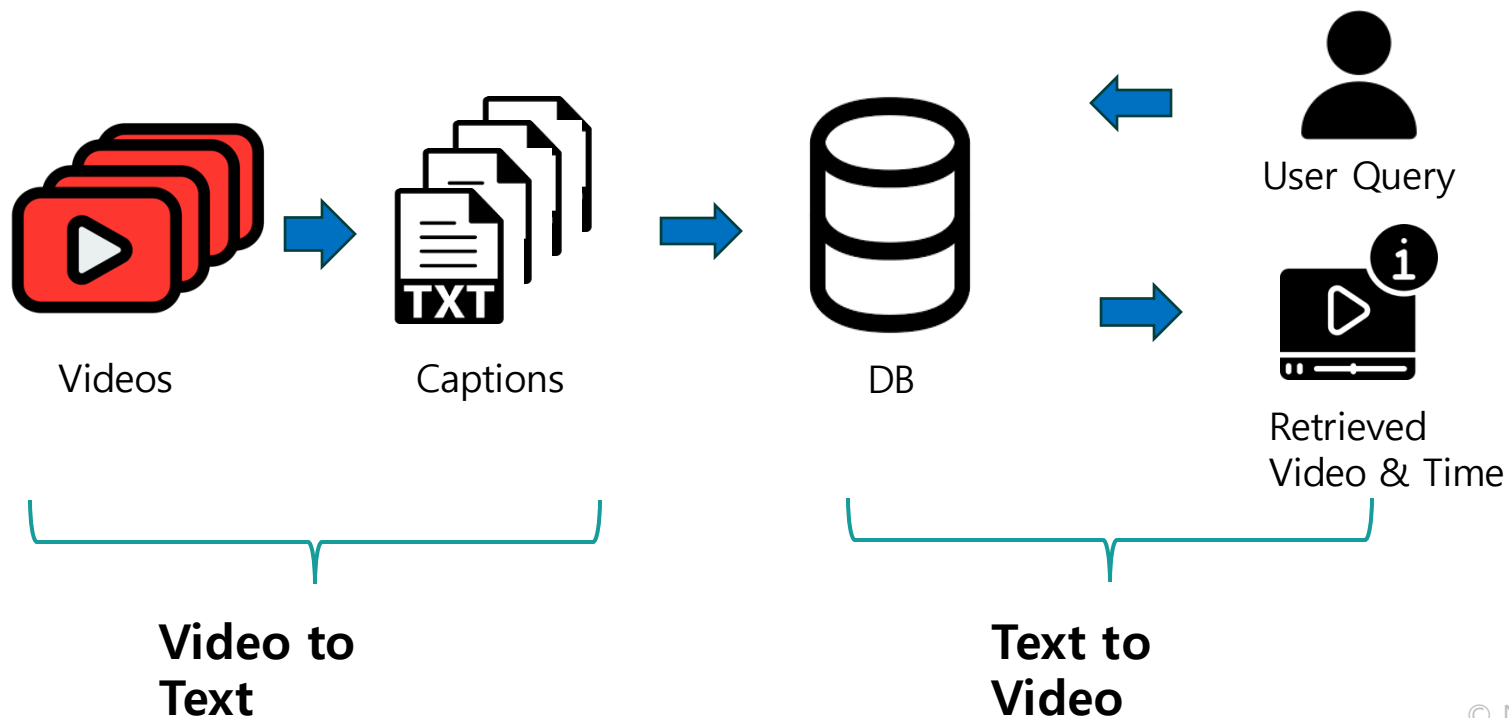 User Query
TXT
Videos
Captions
DB
Retrieved
Video & Time
Video to
Text
Text to
Video
©